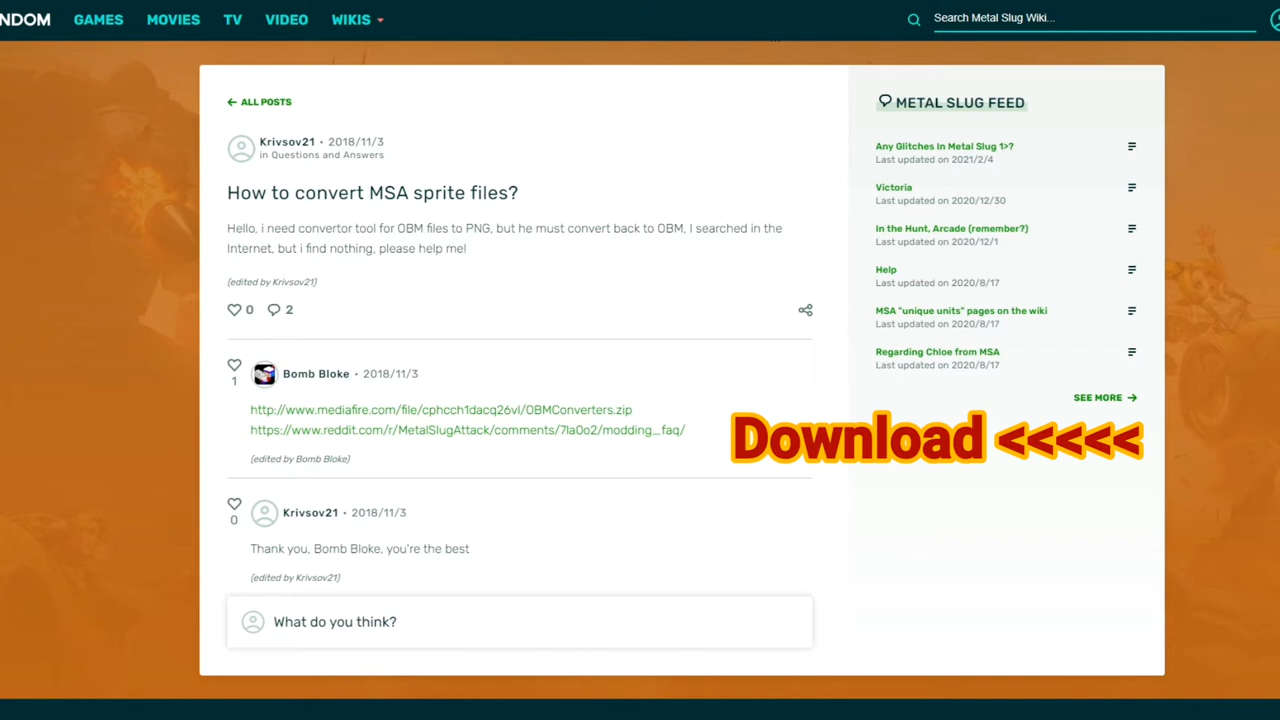 NDOM GAMES MOVIES TV VIDEO WIKIS Search Metal Slug Wiki...
ALL POSTS
Krivsov21 • 2018/11/3
in Questions and Answers
How to convert MSA sprite files?
Hello, i need convertor tool for OBM files to PNG, but he must convert back to OBM, I searched in the
Internet, but i find nothing, please help me!
(edited by Krivsov21)
0 2
1
Bomb Bloke • 2018/11/3
http://www.mediafire.com/file/cphcch1dacq26vl/OBMConverters.zip
https://www.reddit.com/r/MetalSlugAttack/comments/7la0o2/modding_faq/
(edited by Bomb Bloke)
0
Krivsov21 • 2018/11/3
Thank you, Bomb Bloke, you're the best
(edited by Krivsov21)
What do you think?
METAL SLUG FEED
Any Glitches In Metal Slug 1>?
Last updated on 2021/2/4
Victoria
Last updated on 2020/12/30
In the Hunt, Arcade (remember?)
Last updated on 2020/12/1
Help
Last updated on 2020/8/17
MSA "unique units" pages on the wiki
Last updated on 2020/8/17
Regarding Chloe from MSA
Last updated on 2020/8/17
SEE MORE
Download <<<<<